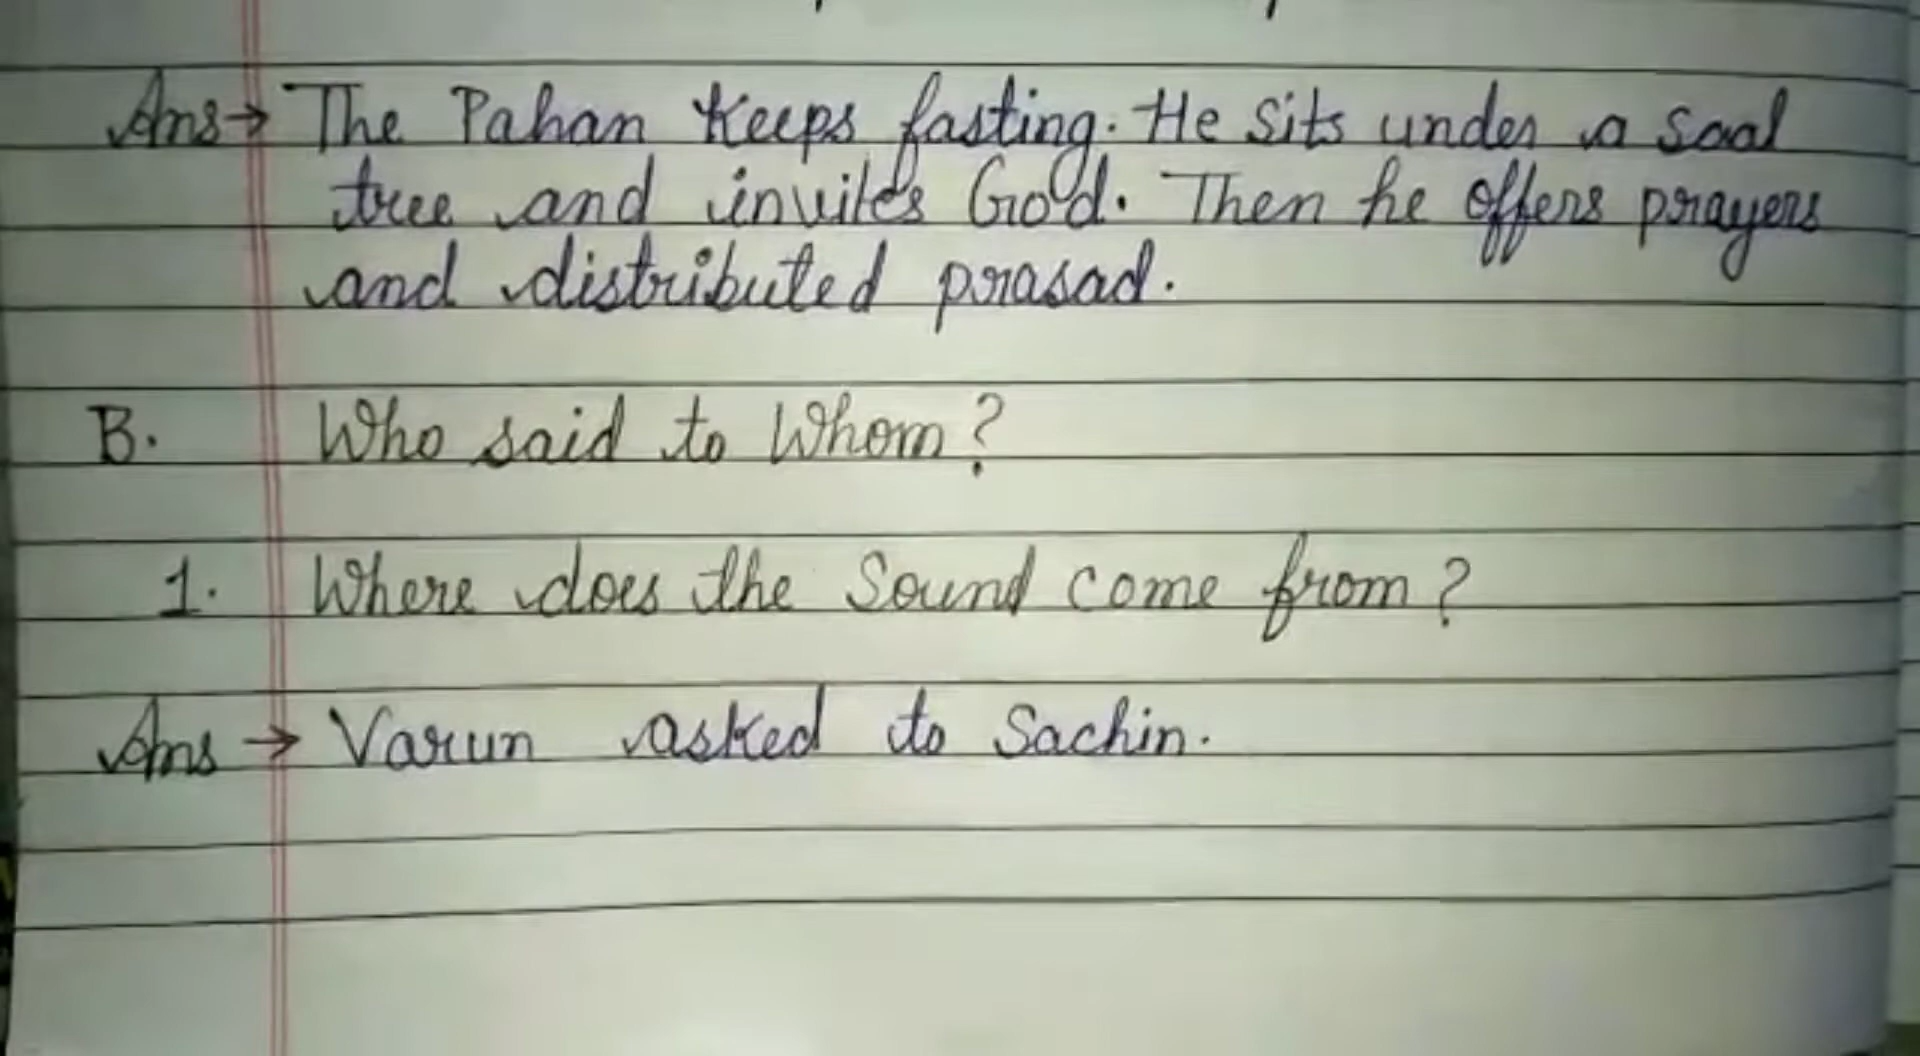 Ans→ The Pahan keeps fasting. He sits under a saal
tree and invites God. Then he offers prayers
and distributed prasad.
B. Who said to Whom?
1. Where does the Sound come from?
Ans → Varun asked to Sachin.